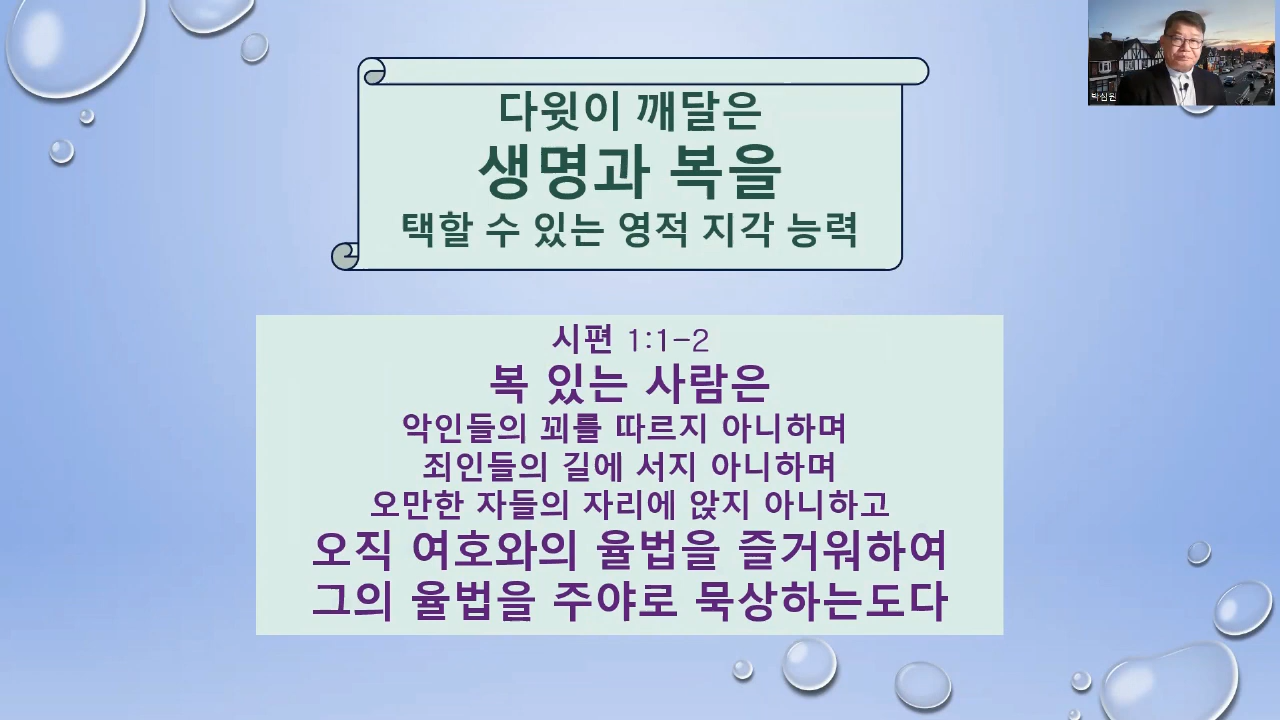 다윗이 깨달은
생명과 복을
택할 수 있는 영적 지각 능력
시편 1:1-2
복 있는 사람은
악인들의 꾀를 따르지 아니하며
죄인들의 길에 서지 아니하며
오만한 자들의 자리에 앉지 아니하고
오직 여호와의 율법을 즐거워하여
그의 율법을 주야로 묵상하는도다
박심원